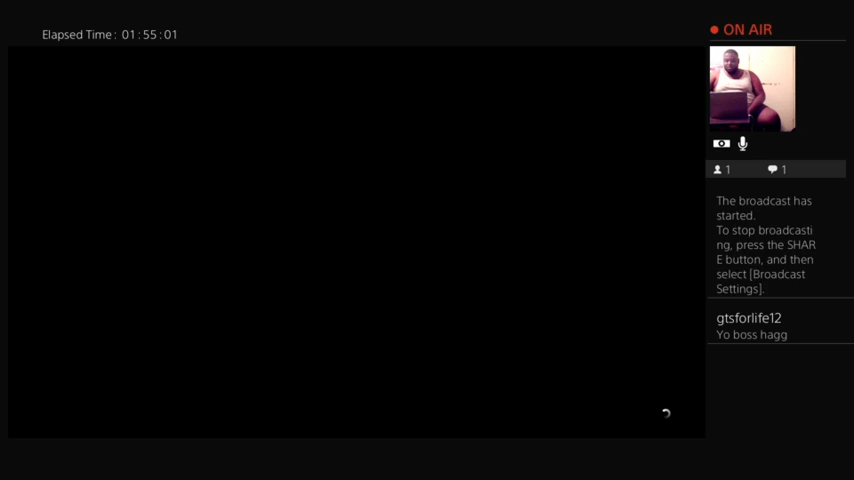 Elapsed Time: 01:55:01
ON AIR
1 1
The broadcast has
started.
To stop broadcasti
ng, press the SHAR
E button, and then
select [Broadcast
Settings].
gtsforlife12
Yo boss hagg